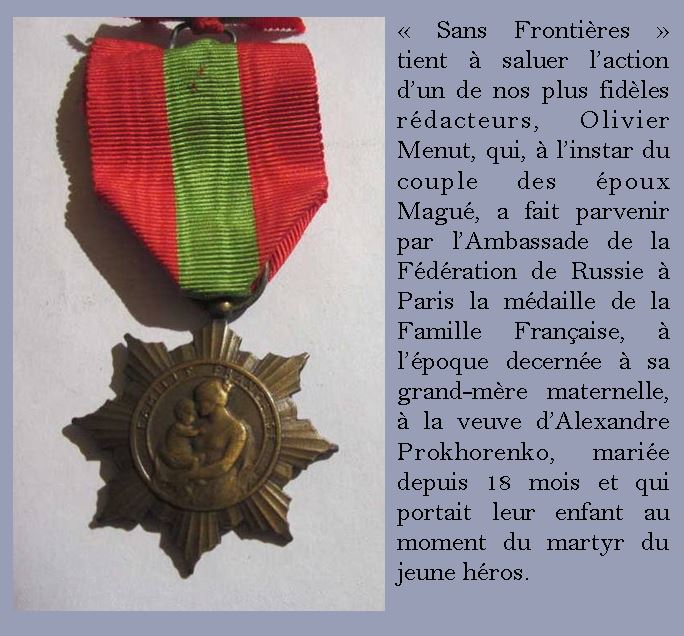 « Sans Frontières »
tient à saluer l'action
d'un de nos plus fidèles
rédacteurs, Olivier
Menut, qui, à l'instar du
couple des époux
Magué, a fait parvenir
par l'Ambassade de la
Fédération de Russie à
Paris la médaille de la
Famille Française, à
l'époque decernée à sa
grand-mère maternelle,
à la veuve d'Alexandre
Prokhorenko, mariée
depuis 18 mois et qui
portait leur enfant au
moment du martyr du
jeune héros.
FAMILLE FRANÇAISE